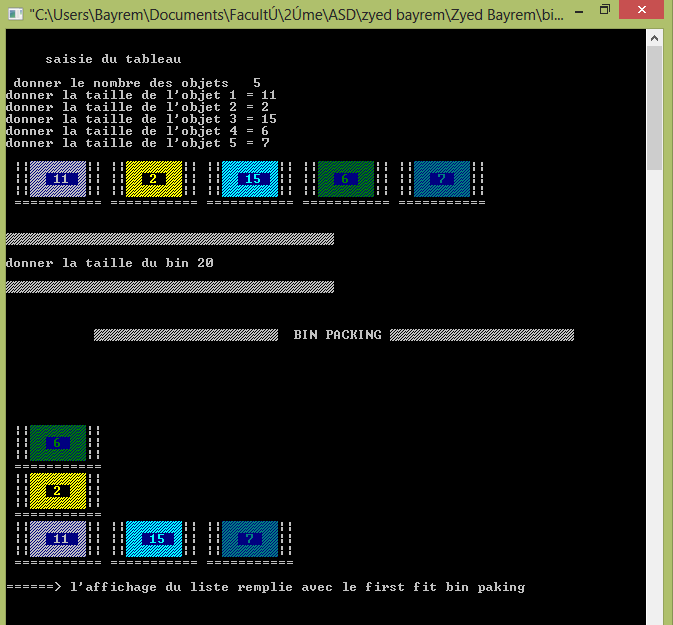 "C:\Users\Bayrem\Documents\FacultÚ\2Úme\ASD\zyed bayrem\Zyed Bayrem\bi...
saisie du tableau
donner le nombre des objets 5
donner la taille de l'objet 1 = 11
donner la taille de l'objet 2 = 2
donner la taille de l'objet 3 = 15
donner la taille de l'objet 4 = 6
donner la taille de l'objet 5 = 7
11 2 15 6 7
donner la taille du bin 20
BIN PACKING
6
2
11 15 7
======> l'affichage du liste remplie avec le first fit bin paking